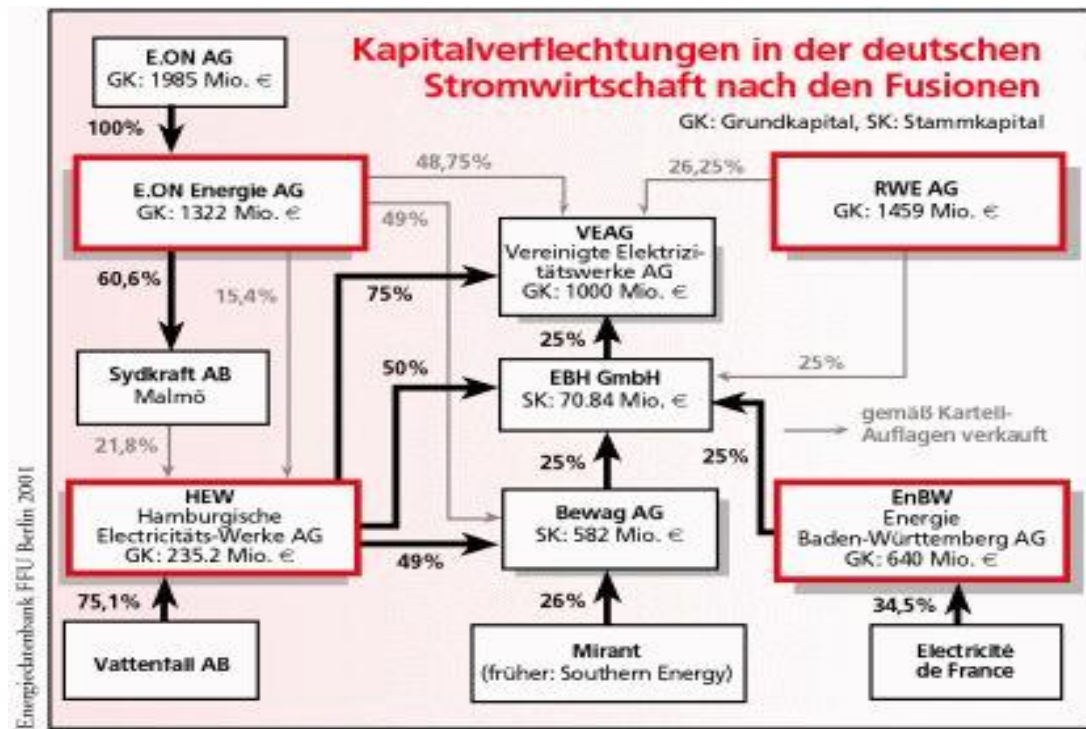 Kapitalverflechtungen in der deutschen
Stromwirtschaft nach den Fusionen
GK: Grundkapital, SK: Stammkapital
E.ON AG
GK: 1985 Mio. €
100%
E.ON Energie AG
GK: 1322 Mio. €
48,75%
26,25%
RWE AG
GK: 1459 Mio. €
49%
VEAG
Vereinigte Elektrizi-
tätswerke AG
GK: 1000 Mio. €
60,6%
15,4%
75%
25%
Sydkraft AB
Malmö
50%
EBH GmbH
SK: 70.84 Mio. €
25%
gemäß Kartell-
Auflagen verkauft
21,8%
25%
25%
HEW
Hamburgische
Electricitäts-Werke AG
GK: 235.2 Mio. €
Bewag AG
SK: 582 Mio. €
EnBW
Energie
Baden-Württemberg AG
GK: 640 Mio. €
49%
75,1%
26%
34,5%
Vattenfall AB
Mirant
(früher: Southern Energy)
Electricité
de France
Energiedatenbank FFU Berlin 2001